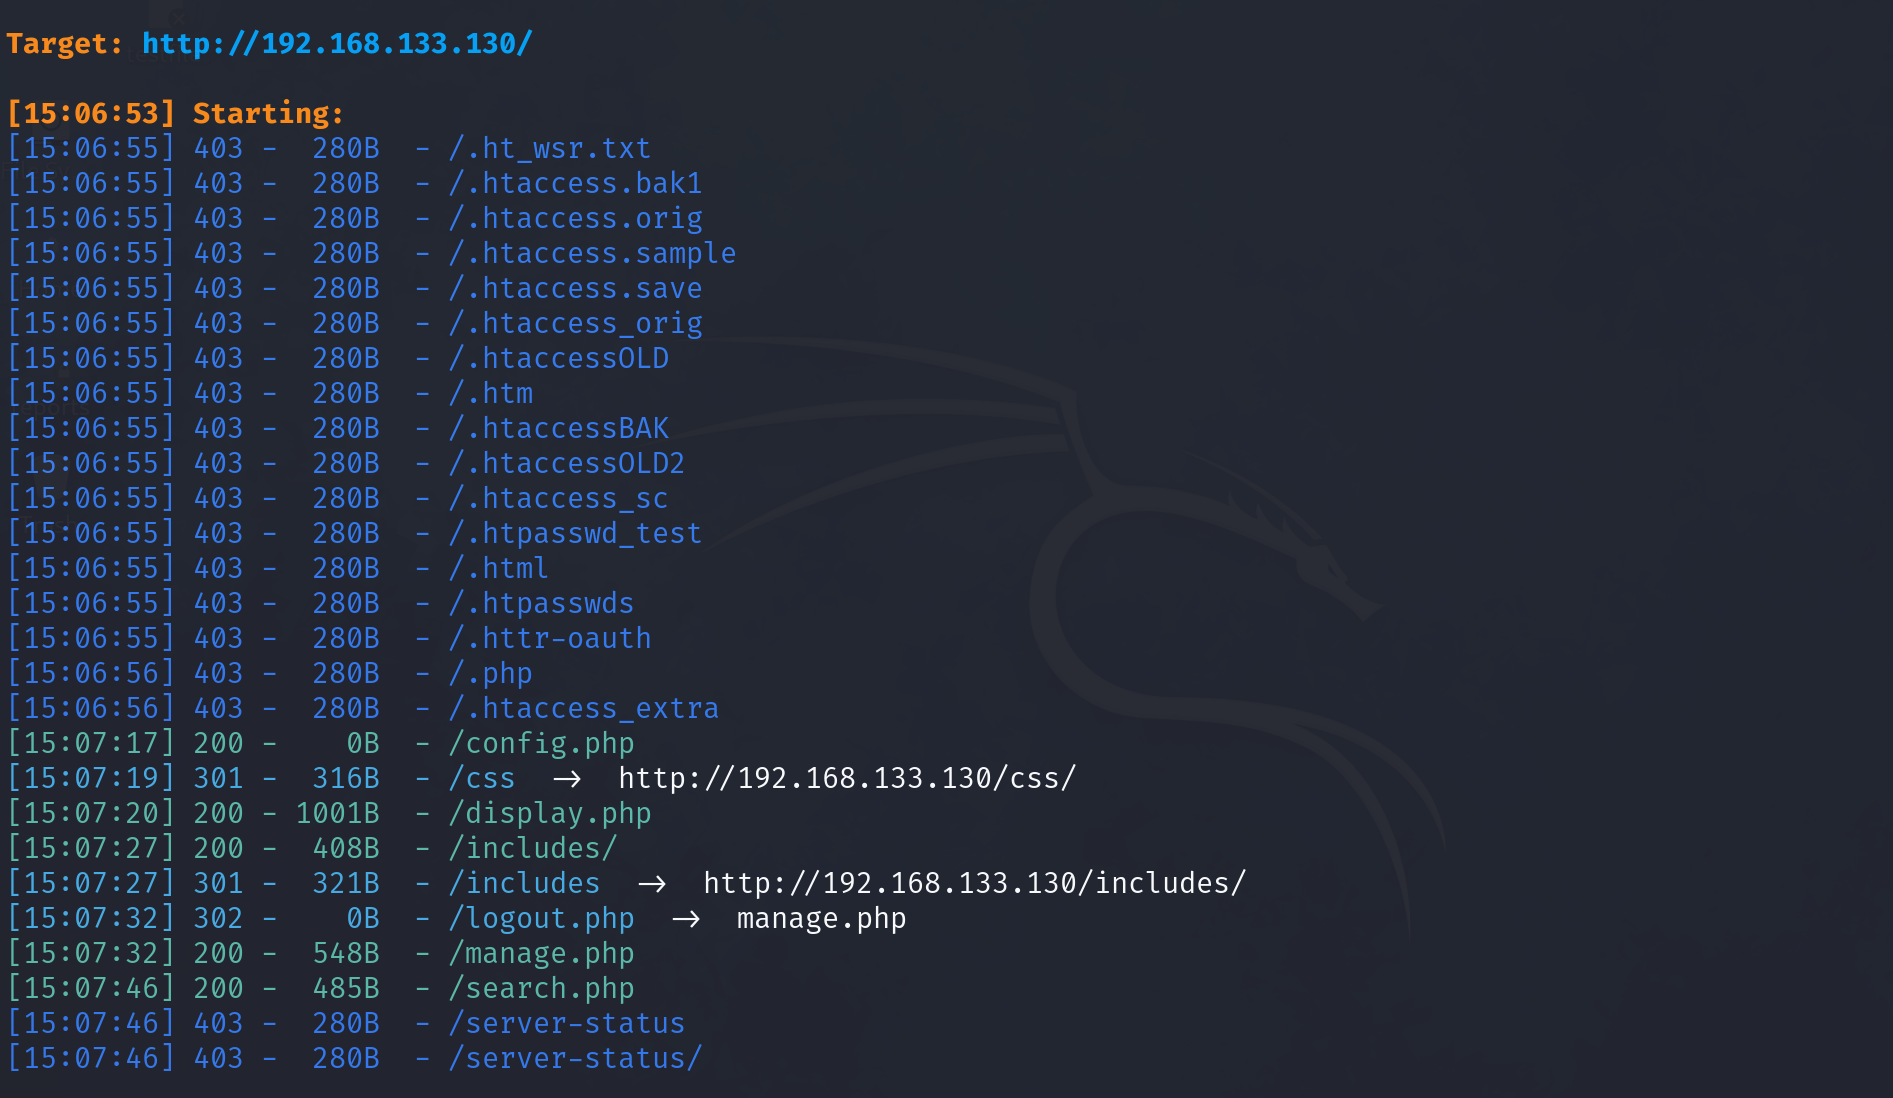 Target: http://192.168.133.130/
[15:06:53] Starting:
[15:06:55] 403 -  280B  - /.ht_wsr.txt
[15:06:55] 403 -  280B  - /.htaccess.bak1
[15:06:55] 403 -  280B  - /.htaccess.orig
[15:06:55] 403 -  280B  - /.htaccess.sample
[15:06:55] 403 -  280B  - /.htaccess.save
[15:06:55] 403 -  280B  - /.htaccess_orig
[15:06:55] 403 -  280B  - /.htaccessOLD
[15:06:55] 403 -  280B  - /.htm
[15:06:55] 403 -  280B  - /.htaccessBAK
[15:06:55] 403 -  280B  - /.htaccessOLD2
[15:06:55] 403 -  280B  - /.htaccess_sc
[15:06:55] 403 -  280B  - /.htpasswd_test
[15:06:55] 403 -  280B  - /.html
[15:06:55] 403 -  280B  - /.htpasswds
[15:06:55] 403 -  280B  - /.httr-oauth
[15:06:56] 403 -  280B  - /.php
[15:06:56] 403 -  280B  - /.htaccess_extra
[15:07:17] 200 -    0B  - /config.php
[15:07:19] 301 -  316B  - /css  ->  http://192.168.133.130/css/
[15:07:20] 200 - 1001B  - /display.php
[15:07:27] 200 -  408B  - /includes/
[15:07:27] 301 -  321B  - /includes  ->  http://192.168.133.130/includes/
[15:07:32] 302 -    0B  - /logout.php  ->  manage.php
[15:07:32] 200 -  548B  - /manage.php
[15:07:46] 200 -  485B  - /search.php
[15:07:46] 403 -  280B  - /server-status
[15:07:46] 403 -  280B  - /server-status/